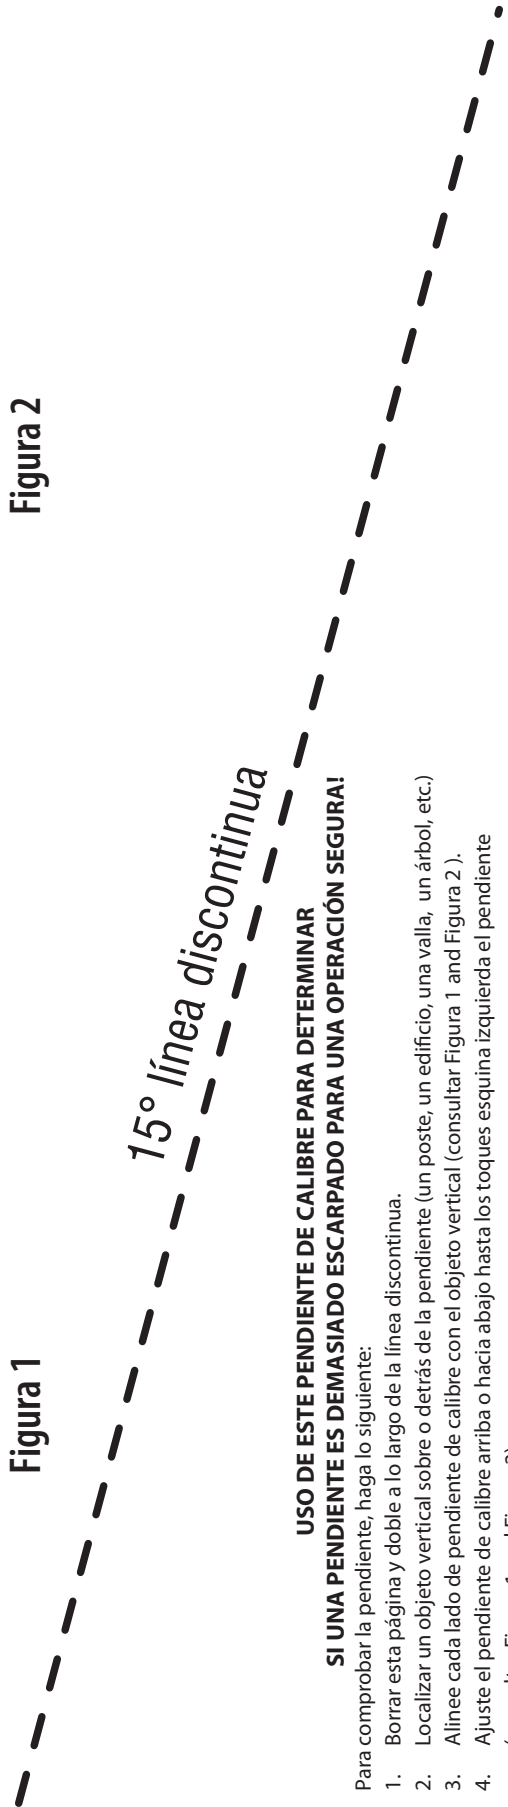 Figura 1
Figura 2
15° línea discontinua
USO DE ESTE PENDIENTE DE CALIBRE PARA DETERMINAR
SI UNA PENDIENTE ES DEMASIADO ESCARPADO PARA UNA OPERACIÓN SEGURA!
Para comprobar la pendiente, haga lo siguiente:
1. Borrar esta página y doble a lo largo de la línea discontinua.
2. Localizar un objeto vertical sobre o detrás de la pendiente (un poste, un edificio, una valla, un árbol, etc.)
3. Alinee cada lado de pendiente de calibre con el objeto vertical (consultar Figura 1 and Figura 2 ).
4. Ajuste el pendiente de calibre arriba o hacia abajo hasta los toques esquina izquierda el pendiente